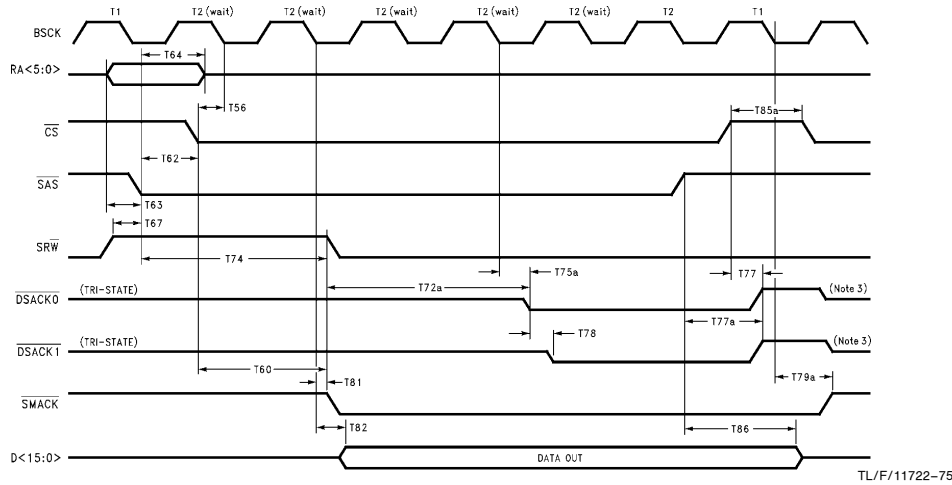 T1 T2 (wait) T2 (wait) T2 (wait) T2 (wait) T2 (wait) T2 T1
BSCK
T64
RA<5:0>
T56
CS T85a
T62
SAS
T63
T67
SRW
T74 T75a T77
T72a
DSACK0 (TRI-STATE) (Note 3)
T78 T77a
DSACK1 (TRI-STATE) (Note 3)
T60 T81 T79a
SMACK
T82 T86
D<15:0> DATA OUT
TL/F/11722–75